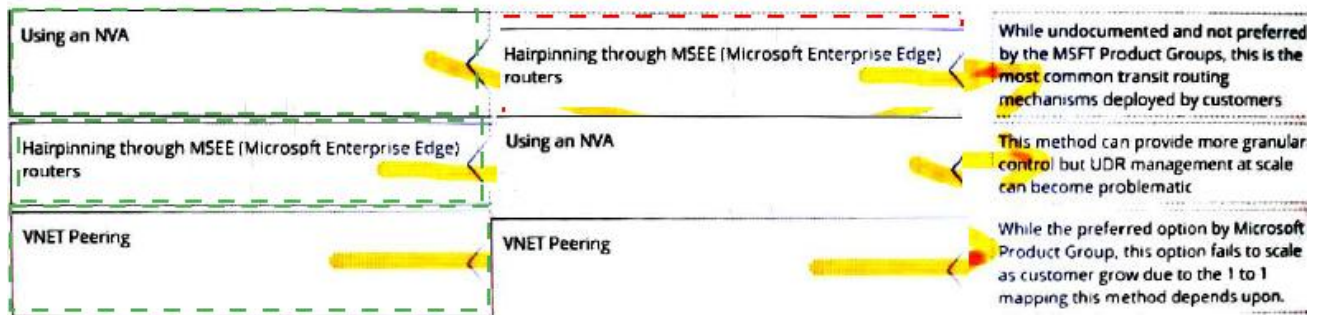 Using an NVA
Hairpinning through MSEE (Microsoft Enterprise Edge)
routers
While undocumented and not preferred
by the MSFT Product Groups, this is the
most common transit routing
mechanisms deployed by customers
Hairpinning through MSEE (Microsoft Enterprise Edge)
routers
Using an NVA
This method can provide more granular
control but UDR management at scale
can become problematic
VNET Peering
VNET Peering
While the preferred option by Microsoft
Product Group, this option fails to scale
as customer grow due to the 1 to 1
mapping this method depends upon.